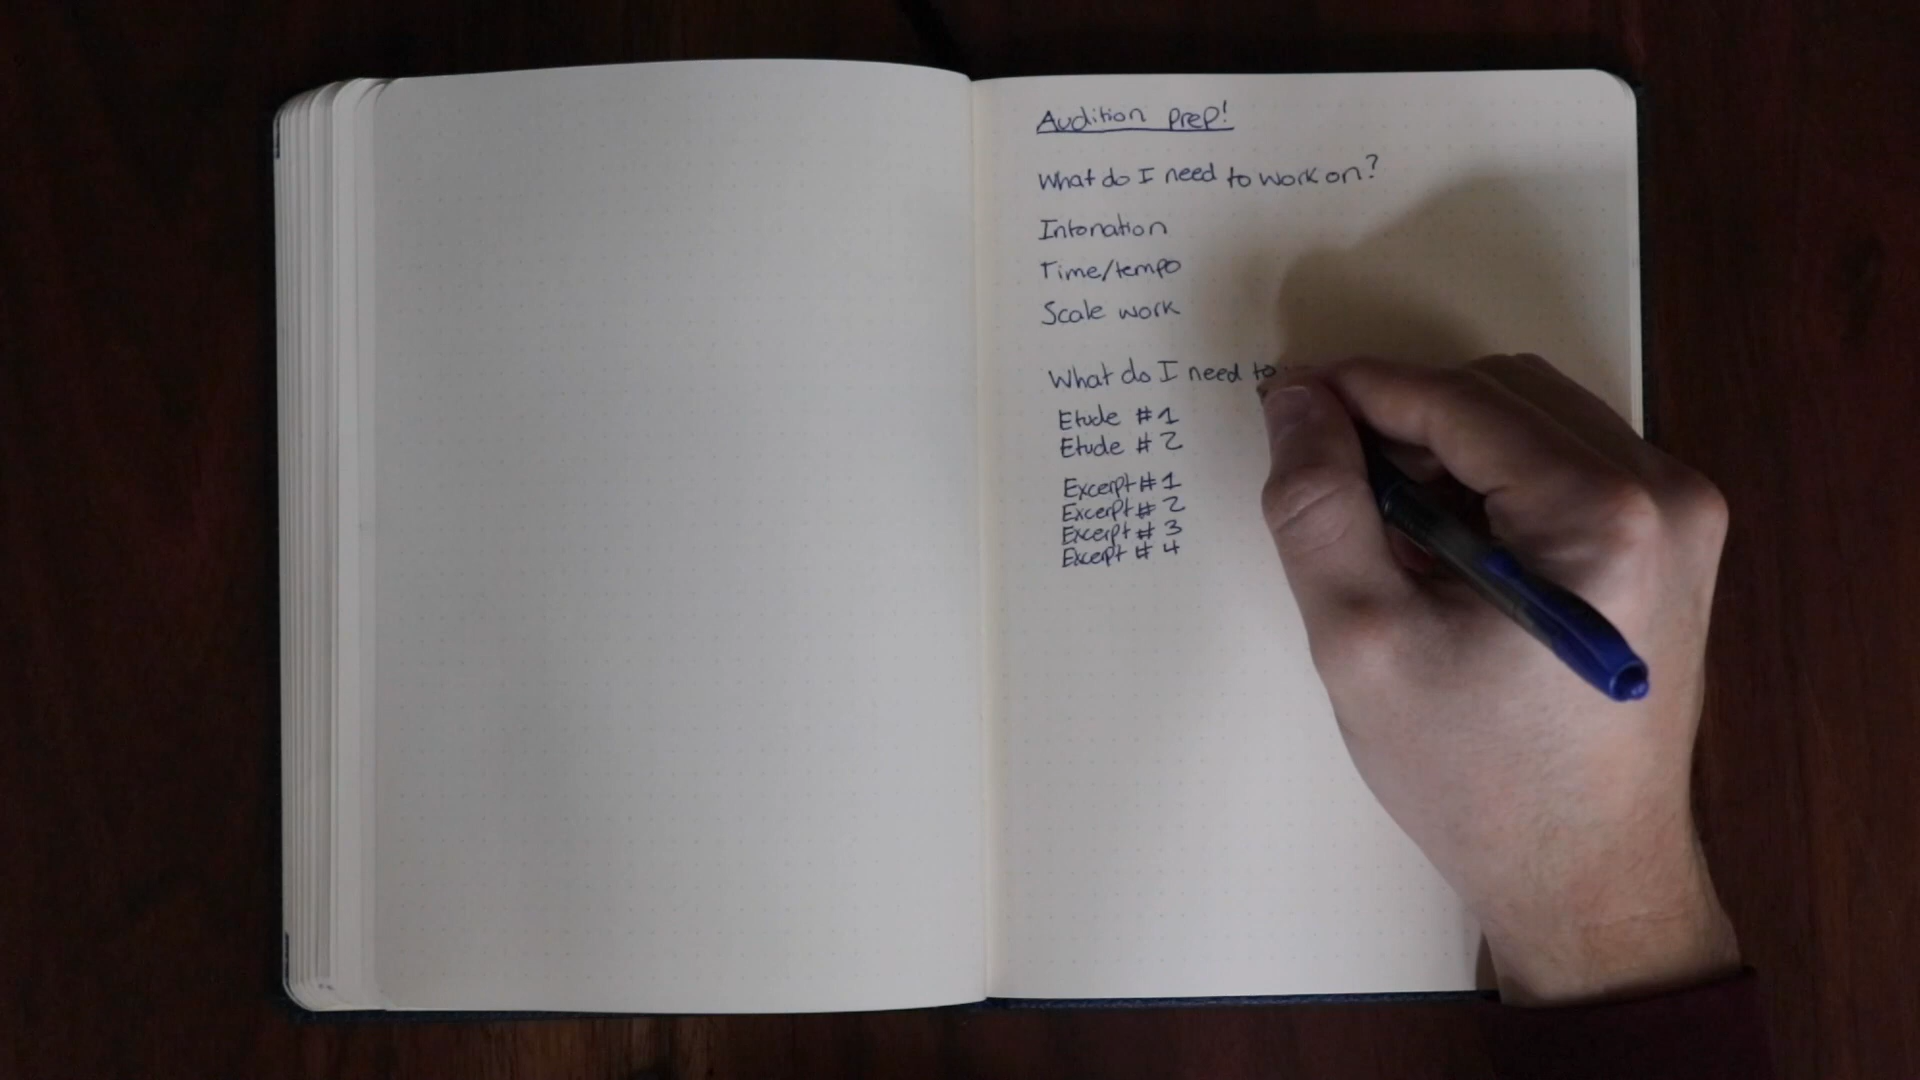 Audition prep!
What do I need to work on?
Intonation
Time/tempo
Scale work
What do I need to
Etude #1
Etude #2
Excerpt #1
Excerpt #2
Excerpt #3
Excerpt #4